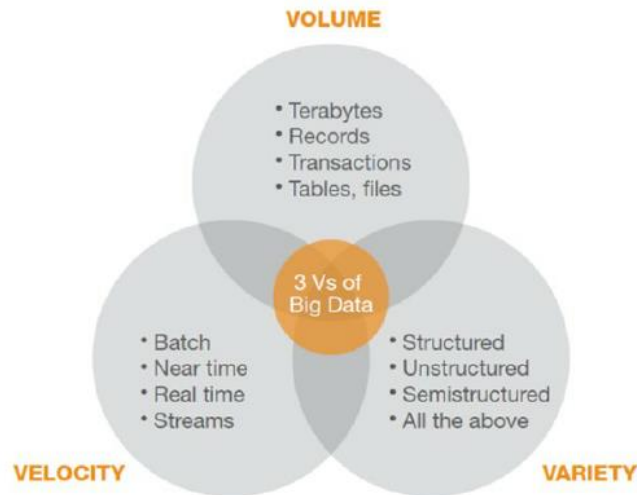 VOLUME
• Terabytes
• Records
• Transactions
• Tables, files
3 Vs of
Big Data
• Batch
• Near time
• Real time
• Streams
• Structured
• Unstructured
• Semistructured
• All the above
VELOCITY
VARIETY